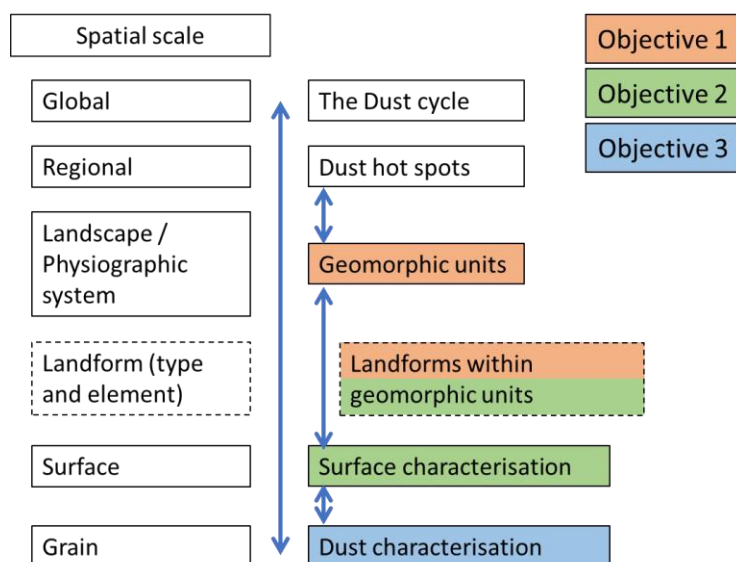 Spatial scale
Objective 1
Objective 2
Objective 3
Global
The Dust cycle
Regional
Dust hot spots
Landscape /
Physiographic
system
Geomorphic units
Landform (type
and element)
Landforms within
geomorphic units
Surface
Surface characterisation
Grain
Dust characterisation